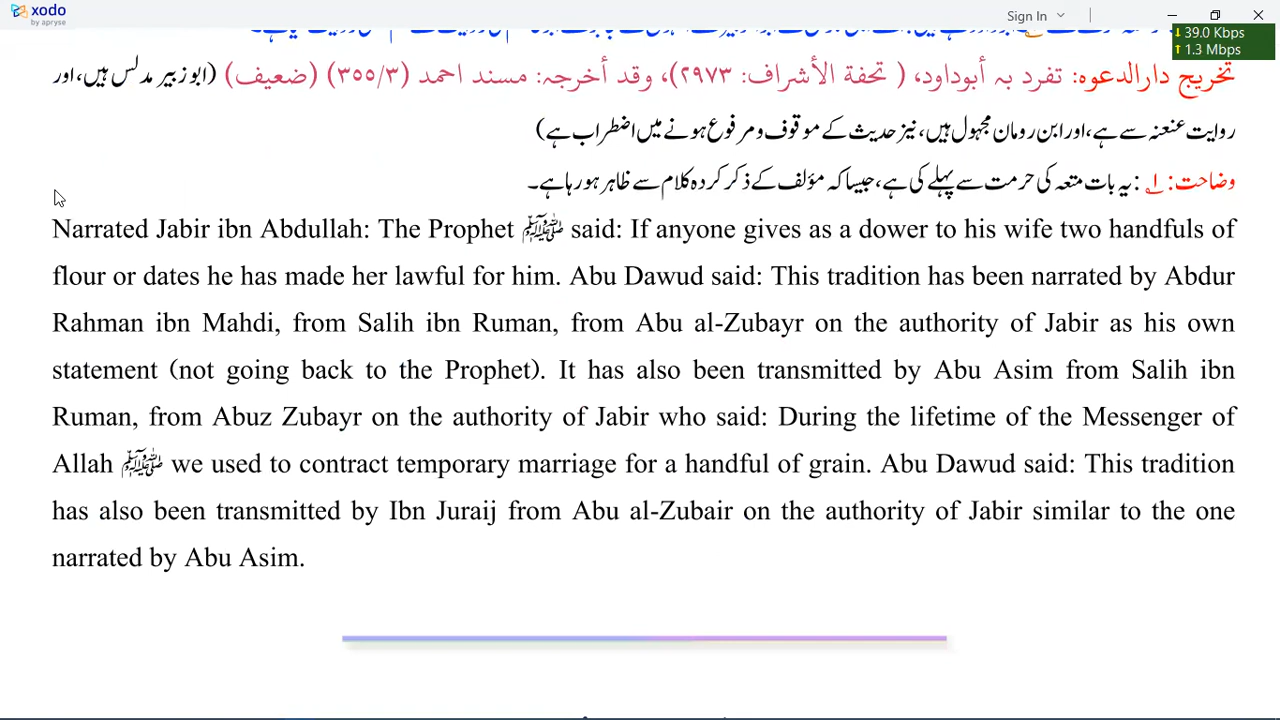 xodo
by apryse
Sign In
39.0 Kbps
1.3 Mbps
تخریج دارالدعوہ: تفرد بہ أبوداود، ( تحفة الأشراف: ۲۹۷۳)، وقد أخرجہ: مسند احمد (۳/۳۵۵) (ضعیف) (ابو زبیر مدلس ہیں، اور
روایت عنعنہ سے ہے، اور ابن رومان مجہول ہیں، نیز حدیث کے موقوف و مرفوع ہونے میں اضطراب ہے)
وضاحت: ۱؎ : یہ بات متعہ کی حرمت سے پہلے کی ہے، جیسا کہ مؤلف کے ذکر کردہ کلام سے ظاہر ہو رہا ہے۔
Narrated Jabir ibn Abdullah: The Prophet ﷺ said: If anyone gives as a dower to his wife two handfuls of
flour or dates he has made her lawful for him. Abu Dawud said: This tradition has been narrated by Abdur
Rahman ibn Mahdi, from Salih ibn Ruman, from Abu al-Zubayr on the authority of Jabir as his own
statement (not going back to the Prophet). It has also been transmitted by Abu Asim from Salih ibn
Ruman, from Abuz Zubayr on the authority of Jabir who said: During the lifetime of the Messenger of
Allah ﷺ we used to contract temporary marriage for a handful of grain. Abu Dawud said: This tradition
has also been transmitted by Ibn Juraij from Abu al-Zubair on the authority of Jabir similar to the one
narrated by Abu Asim.